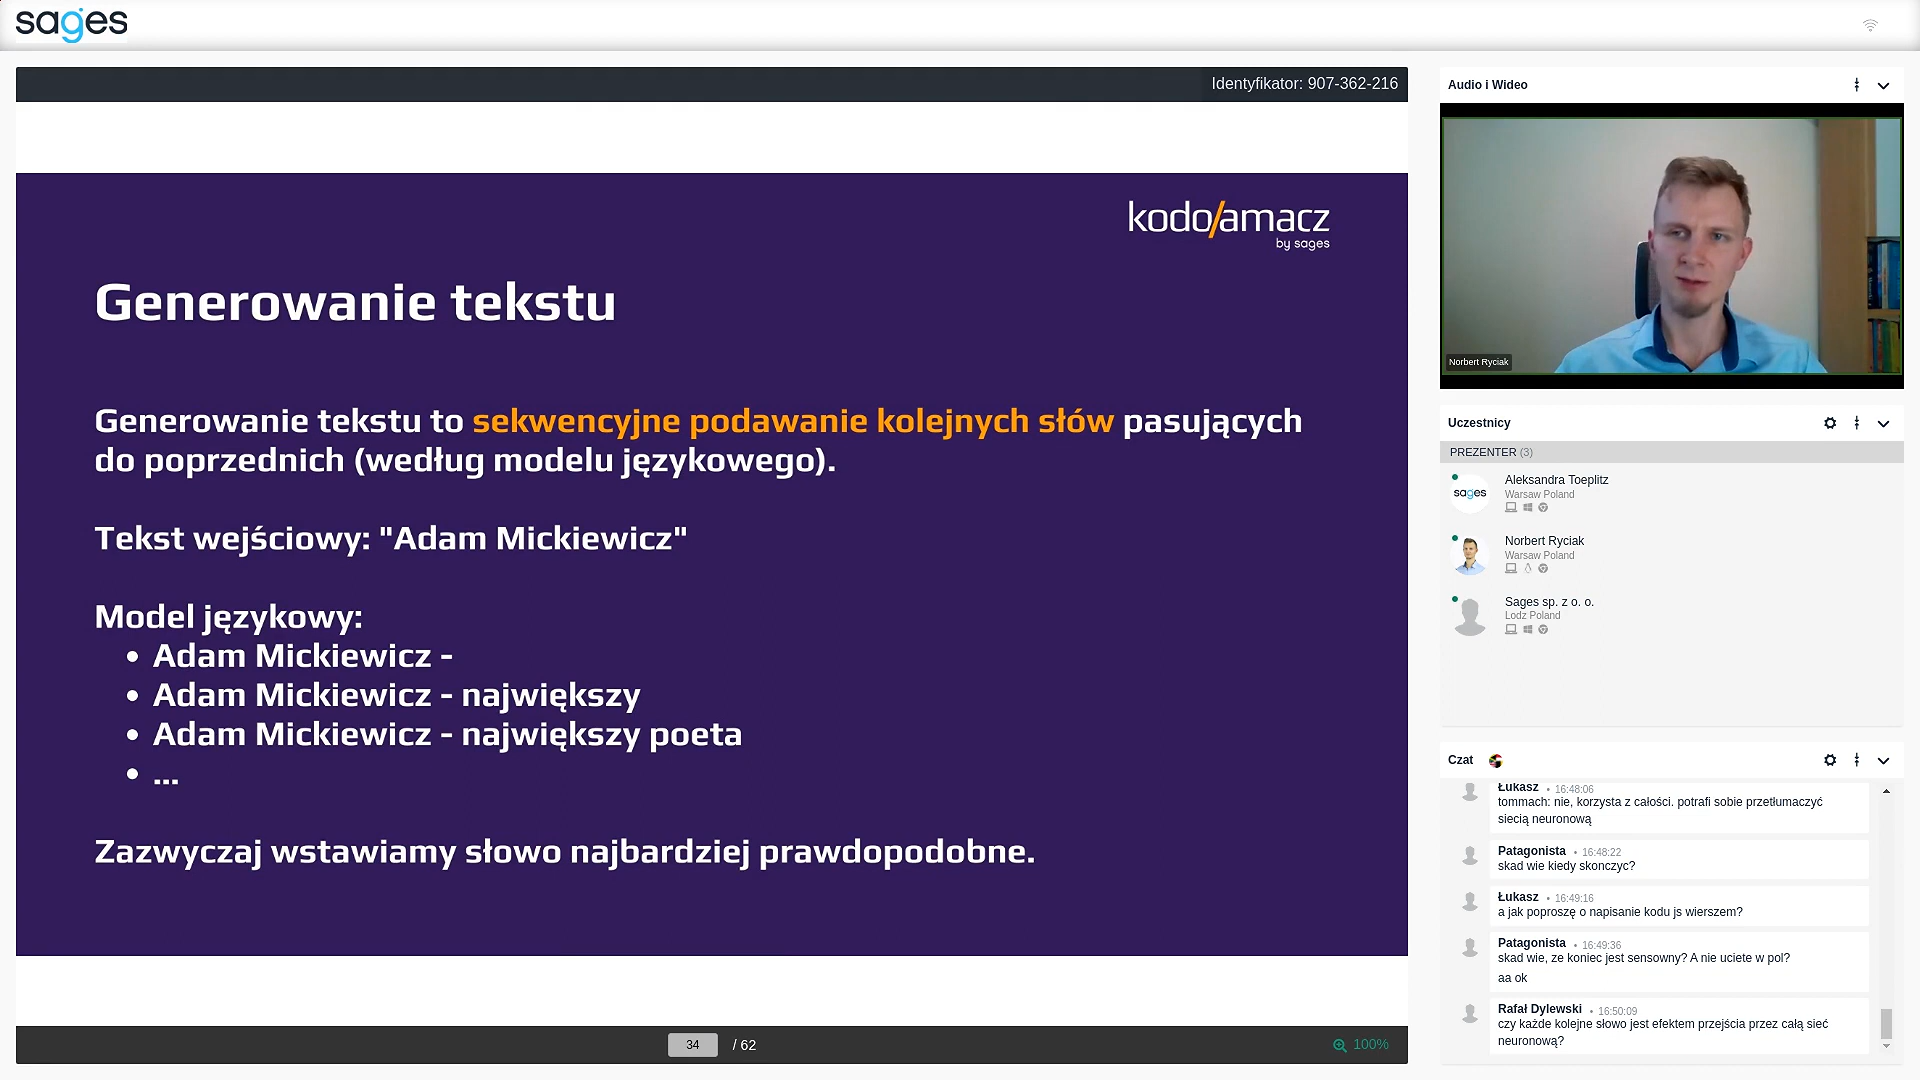 sages
Identyfikator: 907-362-216
kodo/amacz
by sages
Generowanie tekstu
Generowanie tekstu to sekwencyjne podawanie kolejnych słów pasujących
do poprzednich (według modelu językowego).
Tekst wejściowy: "Adam Mickiewicz"
Model językowy:
• Adam Mickiewicz -
• Adam Mickiewicz - największy
• Adam Mickiewicz - największy poeta
• ...
Zazwyczaj wstawiamy słowo najbardziej prawdopodobne.
34 / 62
100%
Audio i Wideo
Norbert Ryciak
Uczestnicy
PREZENTER (3)
sages
Aleksandra Toeplitz
Warsaw Poland
Norbert Ryciak
Warsaw Poland
Sages sp. z o. o.
Lodz Poland
Czat
Łukasz • 16:48:06
tommach: nie, korzysta z całości. potrafi sobie przetłumaczyć
siecią neuronową
Patagonista • 16:48:22
skad wie kiedy skonczyc?
Łukasz • 16:49:16
a jak poproszę o napisanie kodu js wierszem?
Patagonista • 16:49:36
skad wie, ze koniec jest sensowny? A nie uciete w pol?
aa ok
Rafał Dylewski • 16:50:09
czy każde kolejne słowo jest efektem przejścia przez całą sieć
neuronową?